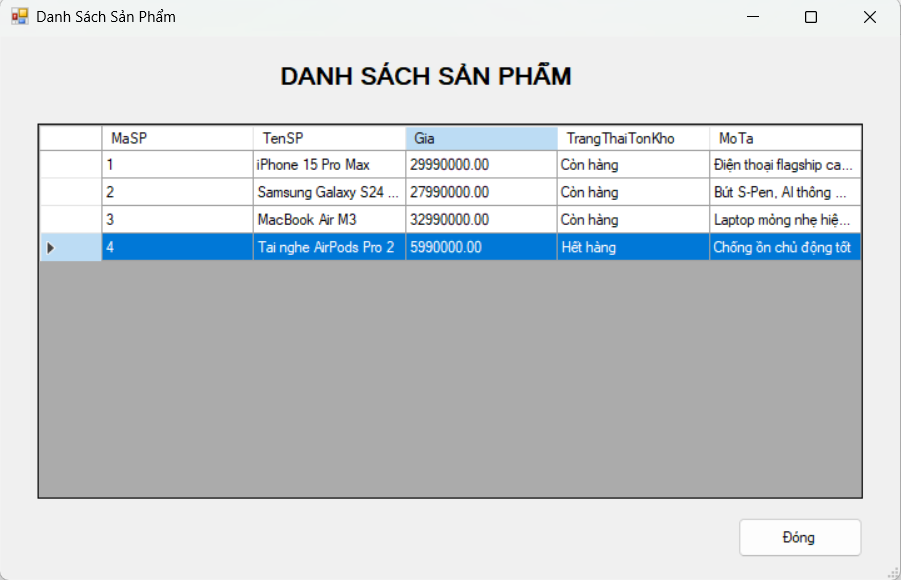 Danh Sách Sản Phẩm
DANH SÁCH SẢN PHẨM
MaSP TenSP Gia TrangThaiTonKho MoTa
1 iPhone 15 Pro Max 29990000.00 Còn hàng Điện thoại flagship ca...
2 Samsung Galaxy S24 ... 27990000.00 Còn hàng Bút S-Pen, AI thông ...
3 MacBook Air M3 32990000.00 Còn hàng Laptop mỏng nhẹ hiệ...
4 Tai nghe AirPods Pro 2 5990000.00 Hết hàng Chống ồn chủ động tốt
Đóng